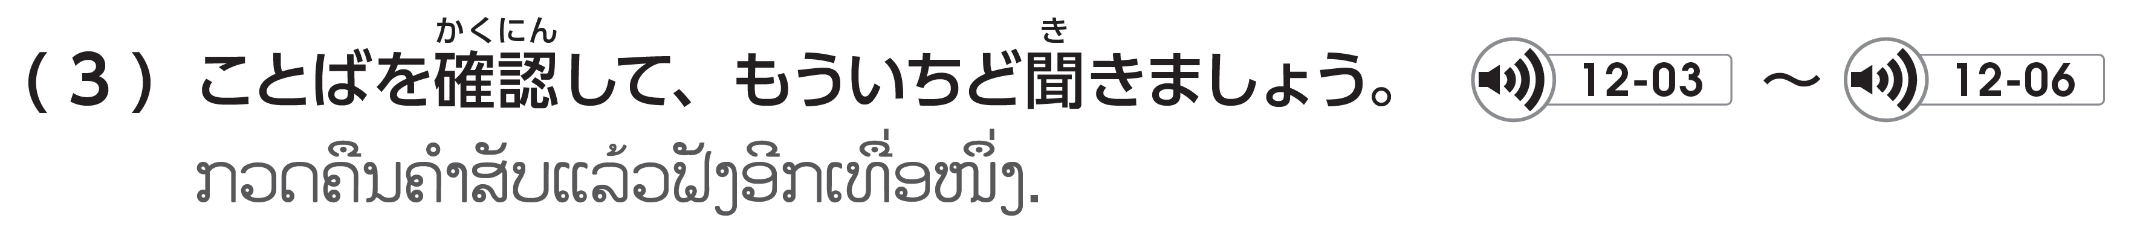 かくにん き
(3) ことばを確認して、もういちど聞きましょう。 12-03 ～ 12-06
ກວດຄືນຄຳສັບແລ້ວຟັງອີກເທື່ອໜຶ່ງ.